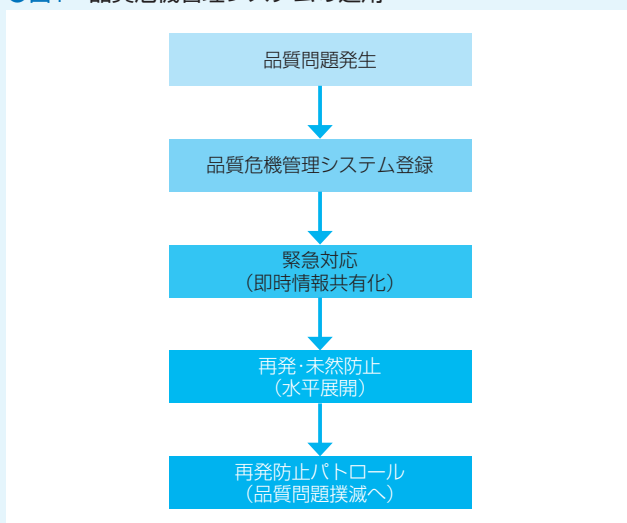 品質問題発生
品質危機管理システム登録
緊急対応
（即時情報共有化）
再発・未然防止
（水平展開）
再発防止パトロール
（品質問題撲滅へ）